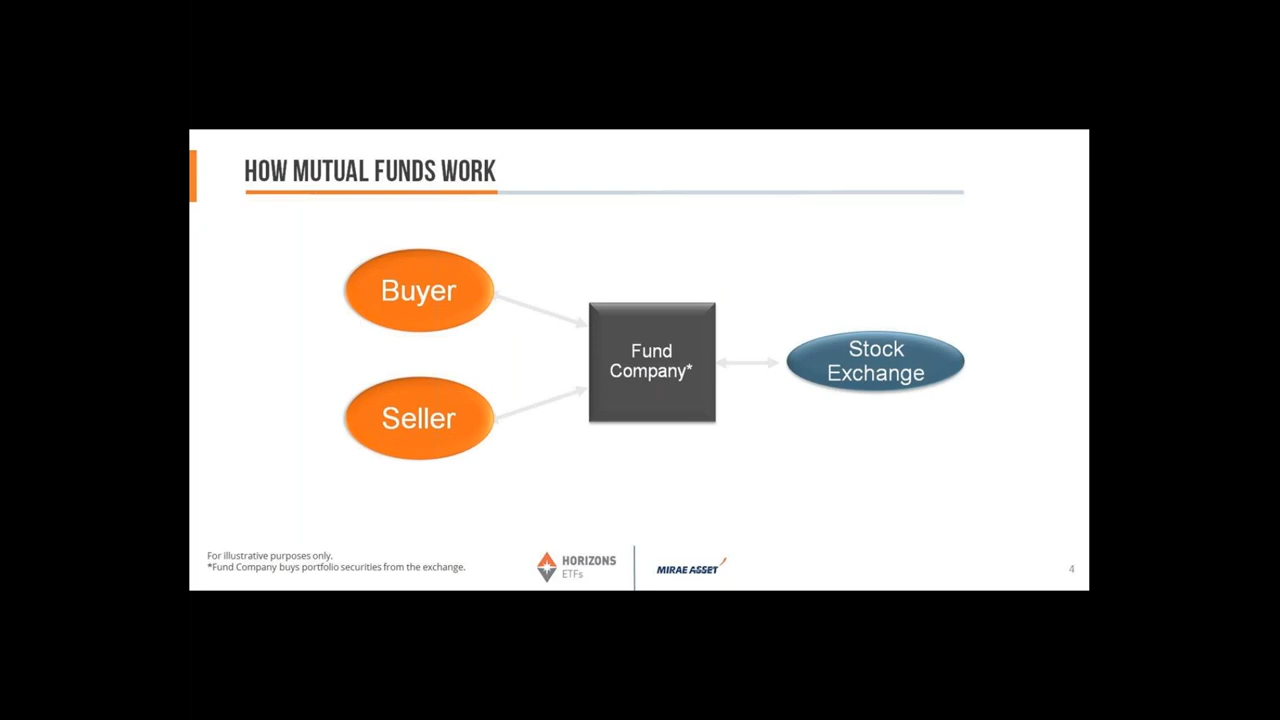 HOW MUTUAL FUNDS WORK
Buyer
Seller
Fund
Company*
Stock
Exchange
For illustrative purposes only.
*Fund Company buys portfolio securities from the exchange.
HORIZONS
ETFs
MIRAE ASSET
4